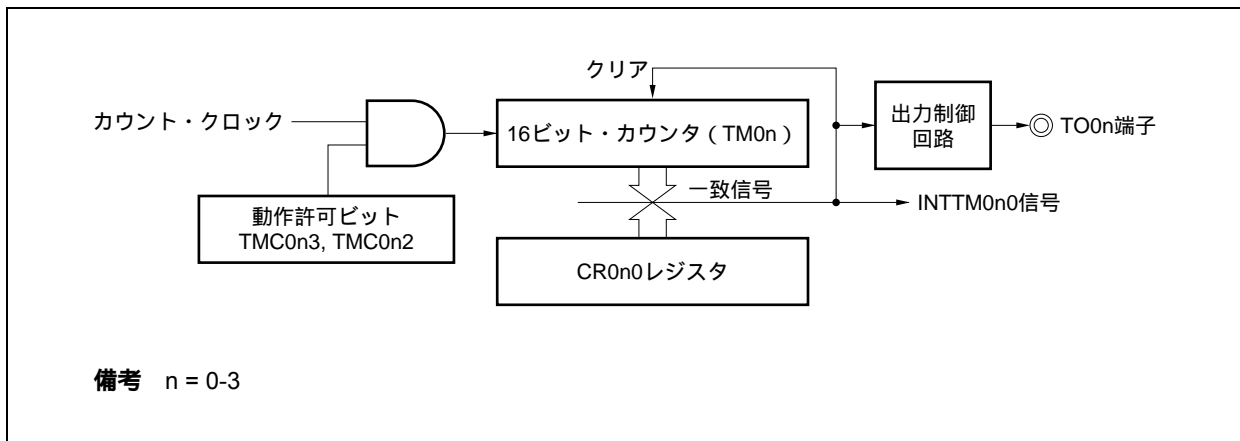 クリア
カウント・クロック
16ビット・カウンタ（TM0n）
出力制御
回路
TO0n端子
一致信号
INTTM0n0信号
動作許可ビット
TMC0n3, TMC0n2
CR0n0レジスタ
備考 n = 0-3